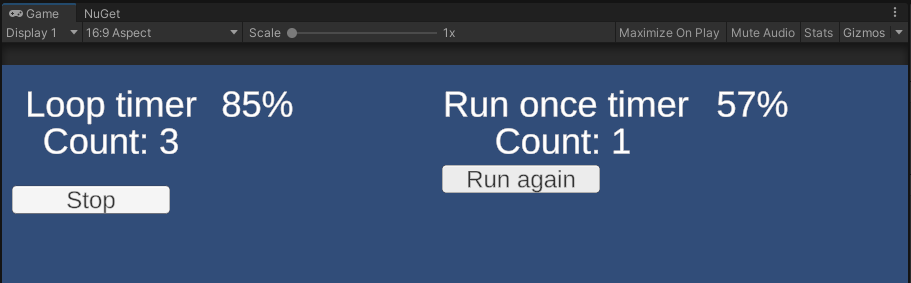 Game NuGet
Display 1 16:9 Aspect Scale 1x Maximize On Play Mute Audio Stats Gizmos
Loop timer 85% Run once timer 57%
Count: 3 Count: 1
Run again
Stop